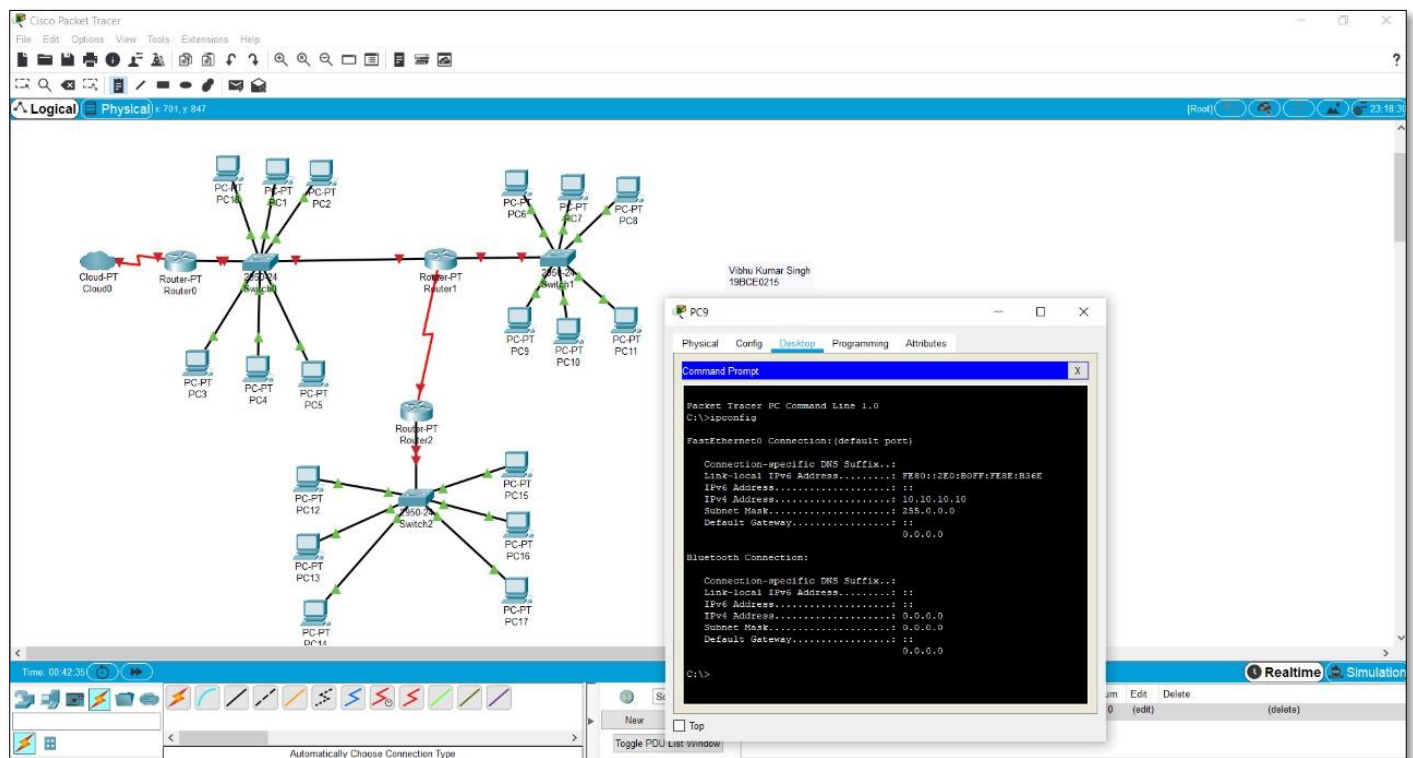 Cisco Packet Tracer
File Edit Options View Tools Extensions Help
?
Logical Physical x: 701, y: 847
[Root]
23:18:30
PC-PT
PC18
PC-PT
PC1
PC-PT
PC2
PC-PT
PC6
PC-PT
PC7
PC-PT
PC8
Cloud-PT
Cloud0
Router-PT
Router0
2950-24
Switch0
Router-PT
Router1
2950-24
Switch1
Vibhu Kumar Singh
19BCE0215
PC-PT
PC3
PC-PT
PC4
PC-PT
PC5
PC-PT
PC9
PC-PT
PC10
PC-PT
PC11
Router-PT
Router2
PC-PT
PC12
PC-PT
PC15
2950-24
Switch2
PC-PT
PC16
PC-PT
PC13
PC-PT
PC17
PC-PT
PC14
PC9
Physical Config Desktop Programming Attributes
Command Prompt
X
Packet Tracer PC Command Line 1.0
C:\>ipconfig
FastEthernet0 Connection:(default port)
Connection-specific DNS Suffix..:
Link-local IPv6 Address.........: FE80::2E0:B0FF:FE8E:B36E
IPv6 Address....................: ::
IPv4 Address....................: 10.10.10.10
Subnet Mask.....................: 255.0.0.0
Default Gateway.................: ::
0.0.0.0
Bluetooth Connection:
Connection-specific DNS Suffix..:
Link-local IPv6 Address.........: ::
IPv6 Address....................: ::
IPv4 Address....................: 0.0.0.0
Subnet Mask.....................: 0.0.0.0
Default Gateway.................: ::
0.0.0.0
C:\>
Top
Time: 00:42:35
Realtime Simulation
Edit Delete
0 (edit) (delete)
New
Toggle PDU List Window
Automatically Choose Connection Type